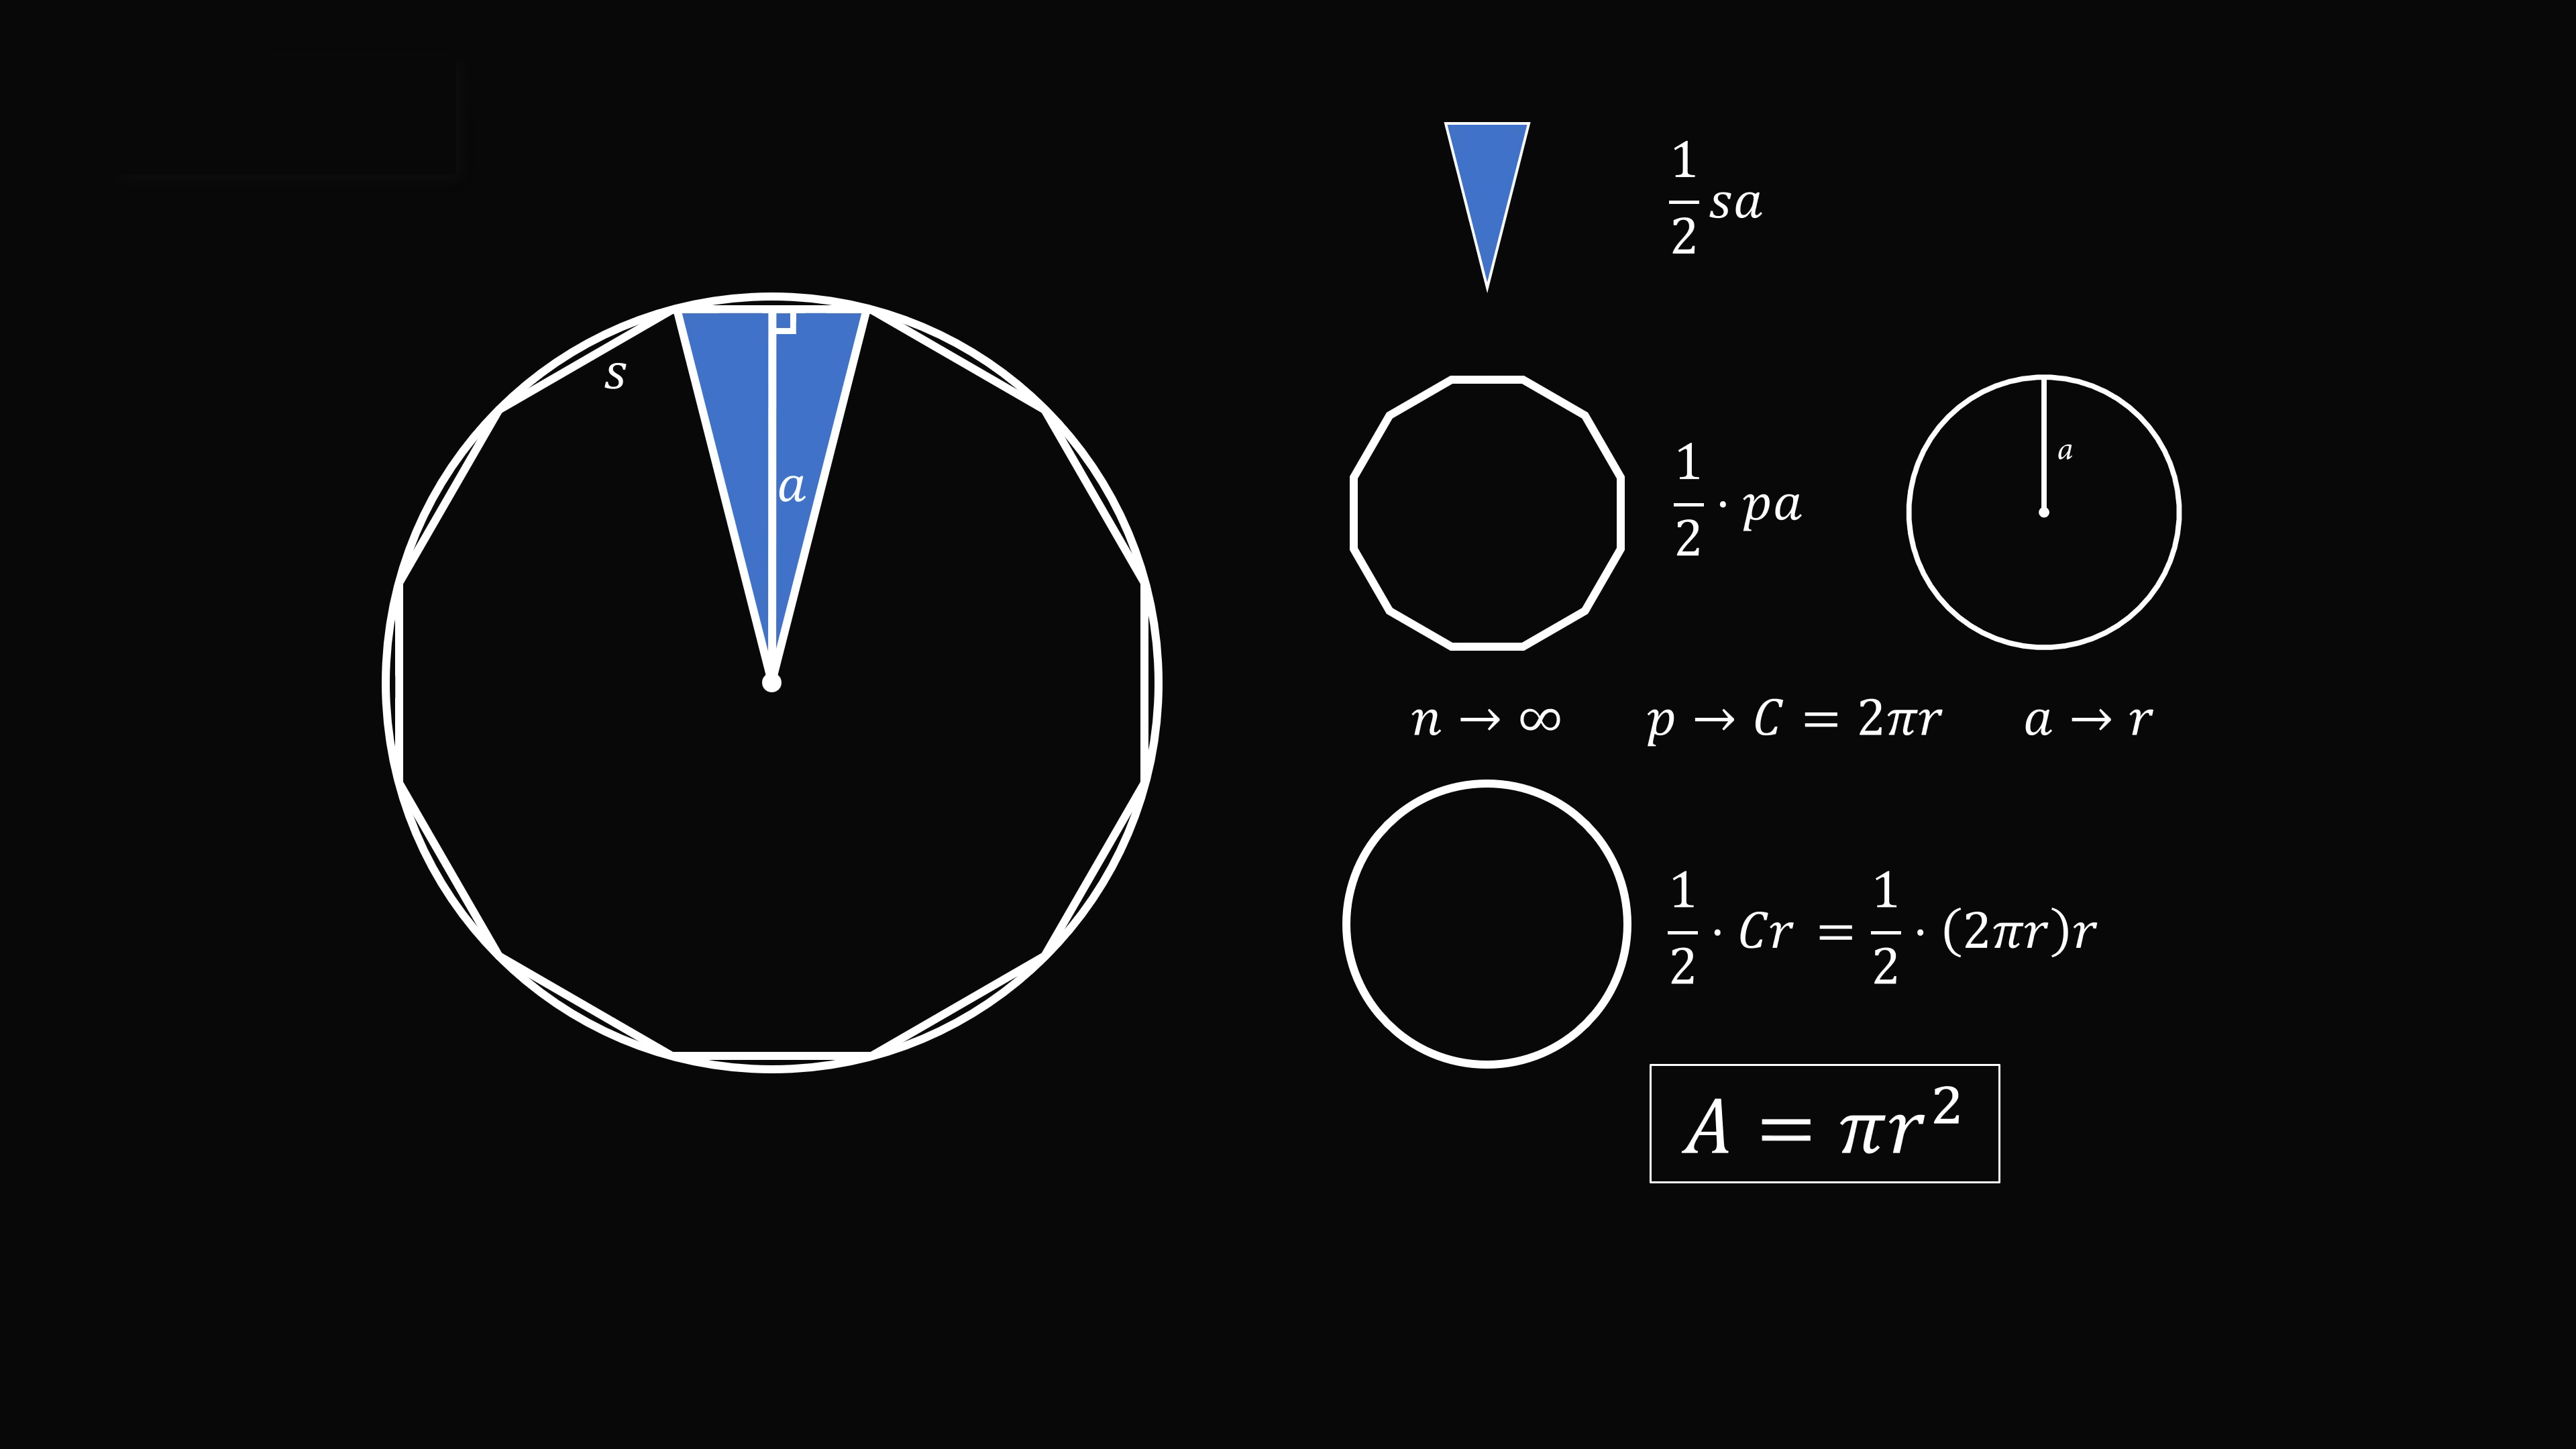 s
a
1/2 sa
1/2 · pa
a
n → ∞ p → C = 2πr a → r
1/2 · Cr = 1/2 · (2πr)r
A = πr²